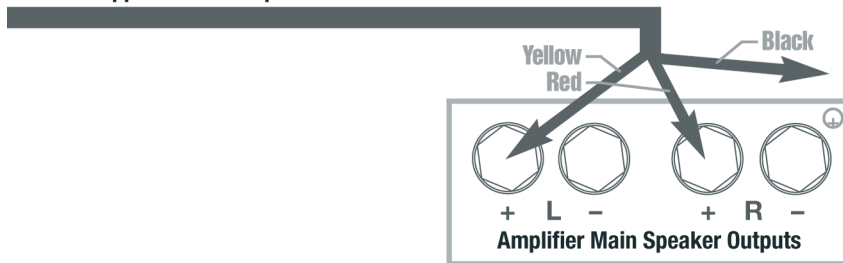 Black
Yellow
Red
+ L − + R −
Amplifier Main Speaker Outputs